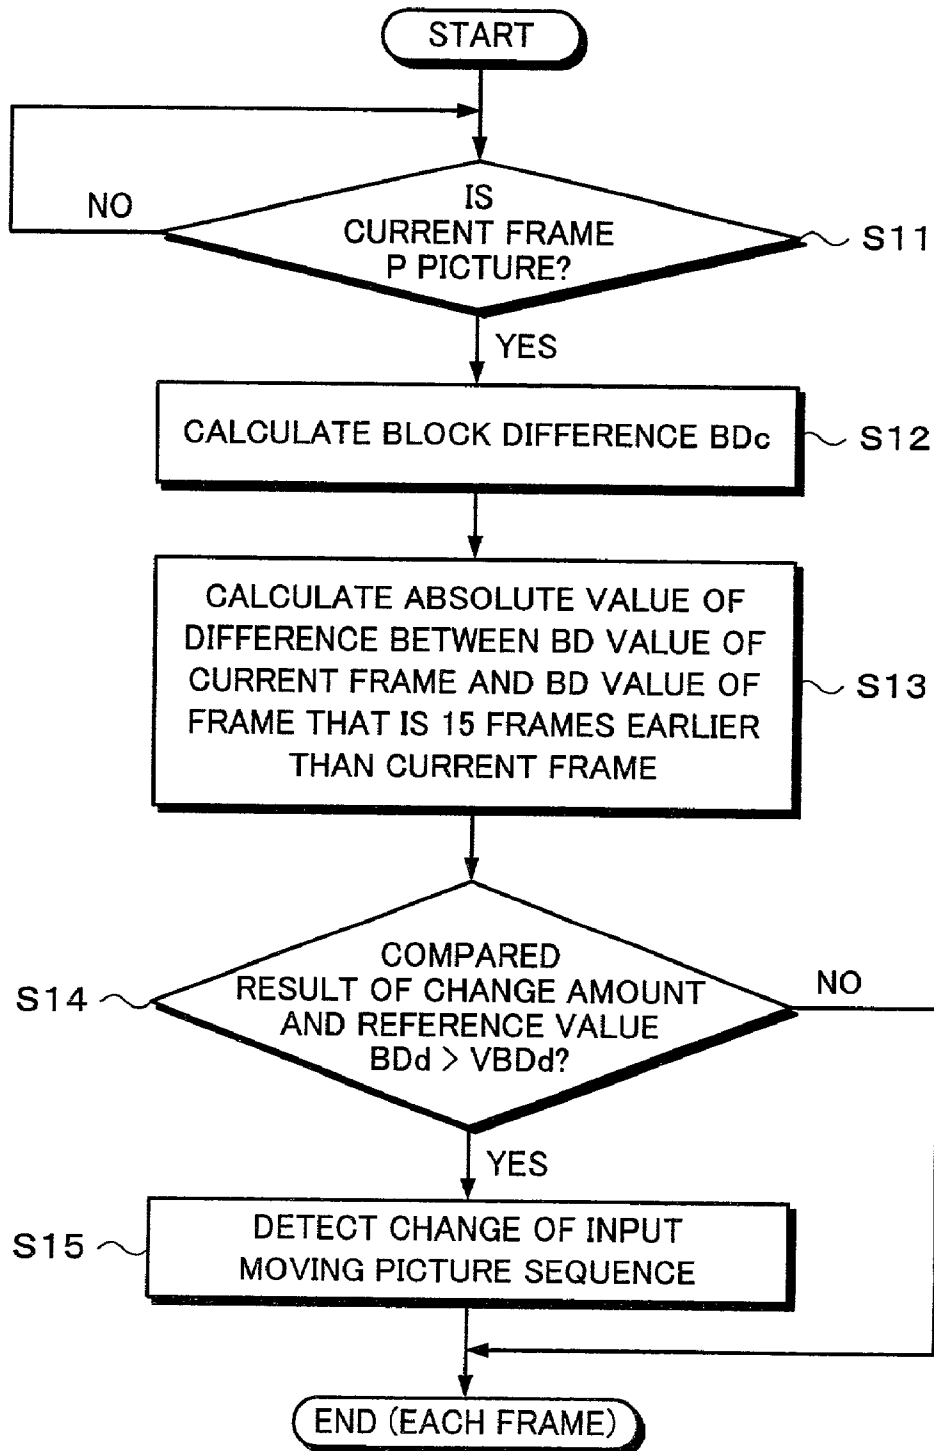 START
NO
IS
CURRENT FRAME
P PICTURE?
S11
YES
CALCULATE BLOCK DIFFERENCE BDc
S12
CALCULATE ABSOLUTE VALUE OF
DIFFERENCE BETWEEN BD VALUE OF
CURRENT FRAME AND BD VALUE OF
FRAME THAT IS 15 FRAMES EARLIER
THAN CURRENT FRAME
S13
S14
COMPARED
RESULT OF CHANGE AMOUNT
AND REFERENCE VALUE
BDd > VBDd?
NO
YES
S15
DETECT CHANGE OF INPUT
MOVING PICTURE SEQUENCE
END (EACH FRAME)